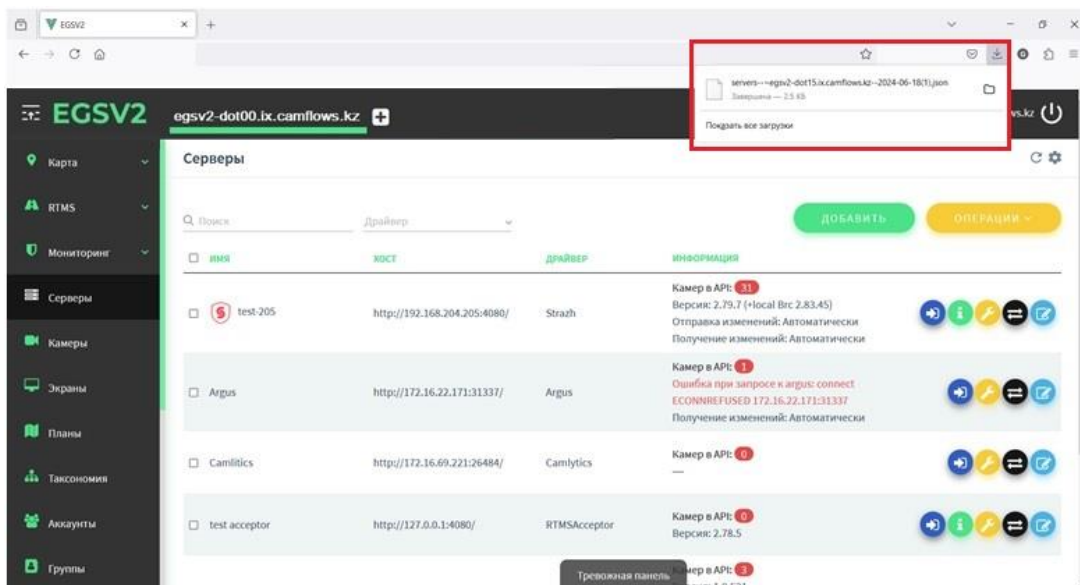 EGSV2
servers---egsv2-dot15.ix.camflows.kz--2024-06-18(1).json
Завершена — 2.5 КБ
Показать все загрузки
EGSV2
egsv2-dot00.ix.camflows.kz
ws.kz
Карта
RTMS
Мониторинг
Серверы
Камеры
Экраны
Планы
Таксономия
Аккаунты
Группы
Серверы
Поиск
Драйвер
ДОБАВИТЬ
ОПЕРАЦИИ
ИМЯ ХОСТ ДРАЙВЕР ИНФОРМАЦИЯ
Камер в API: 31
test-205 http://192.168.204.205:4080/ Strazh
Версия: 2.79.7 (+local Brc 2.83.45)
Отправка изменений: Автоматически
Получение изменений: Автоматически
Камер в API: 1
Argus http://172.16.22.171:31337/ Argus
Ошибка при запросе к argus: connect
ECONNREFUSED 172.16.22.171:31337
Получение изменений: Автоматически
Camlitics http://172.16.69.221:26484/ Camlytics
Камер в API: 0
—
test acceptor http://127.0.0.1:4080/ RTMSAcceptor
Камер в API: 0
Версия: 2.78.5
Тревожная панель
амер в API: 3